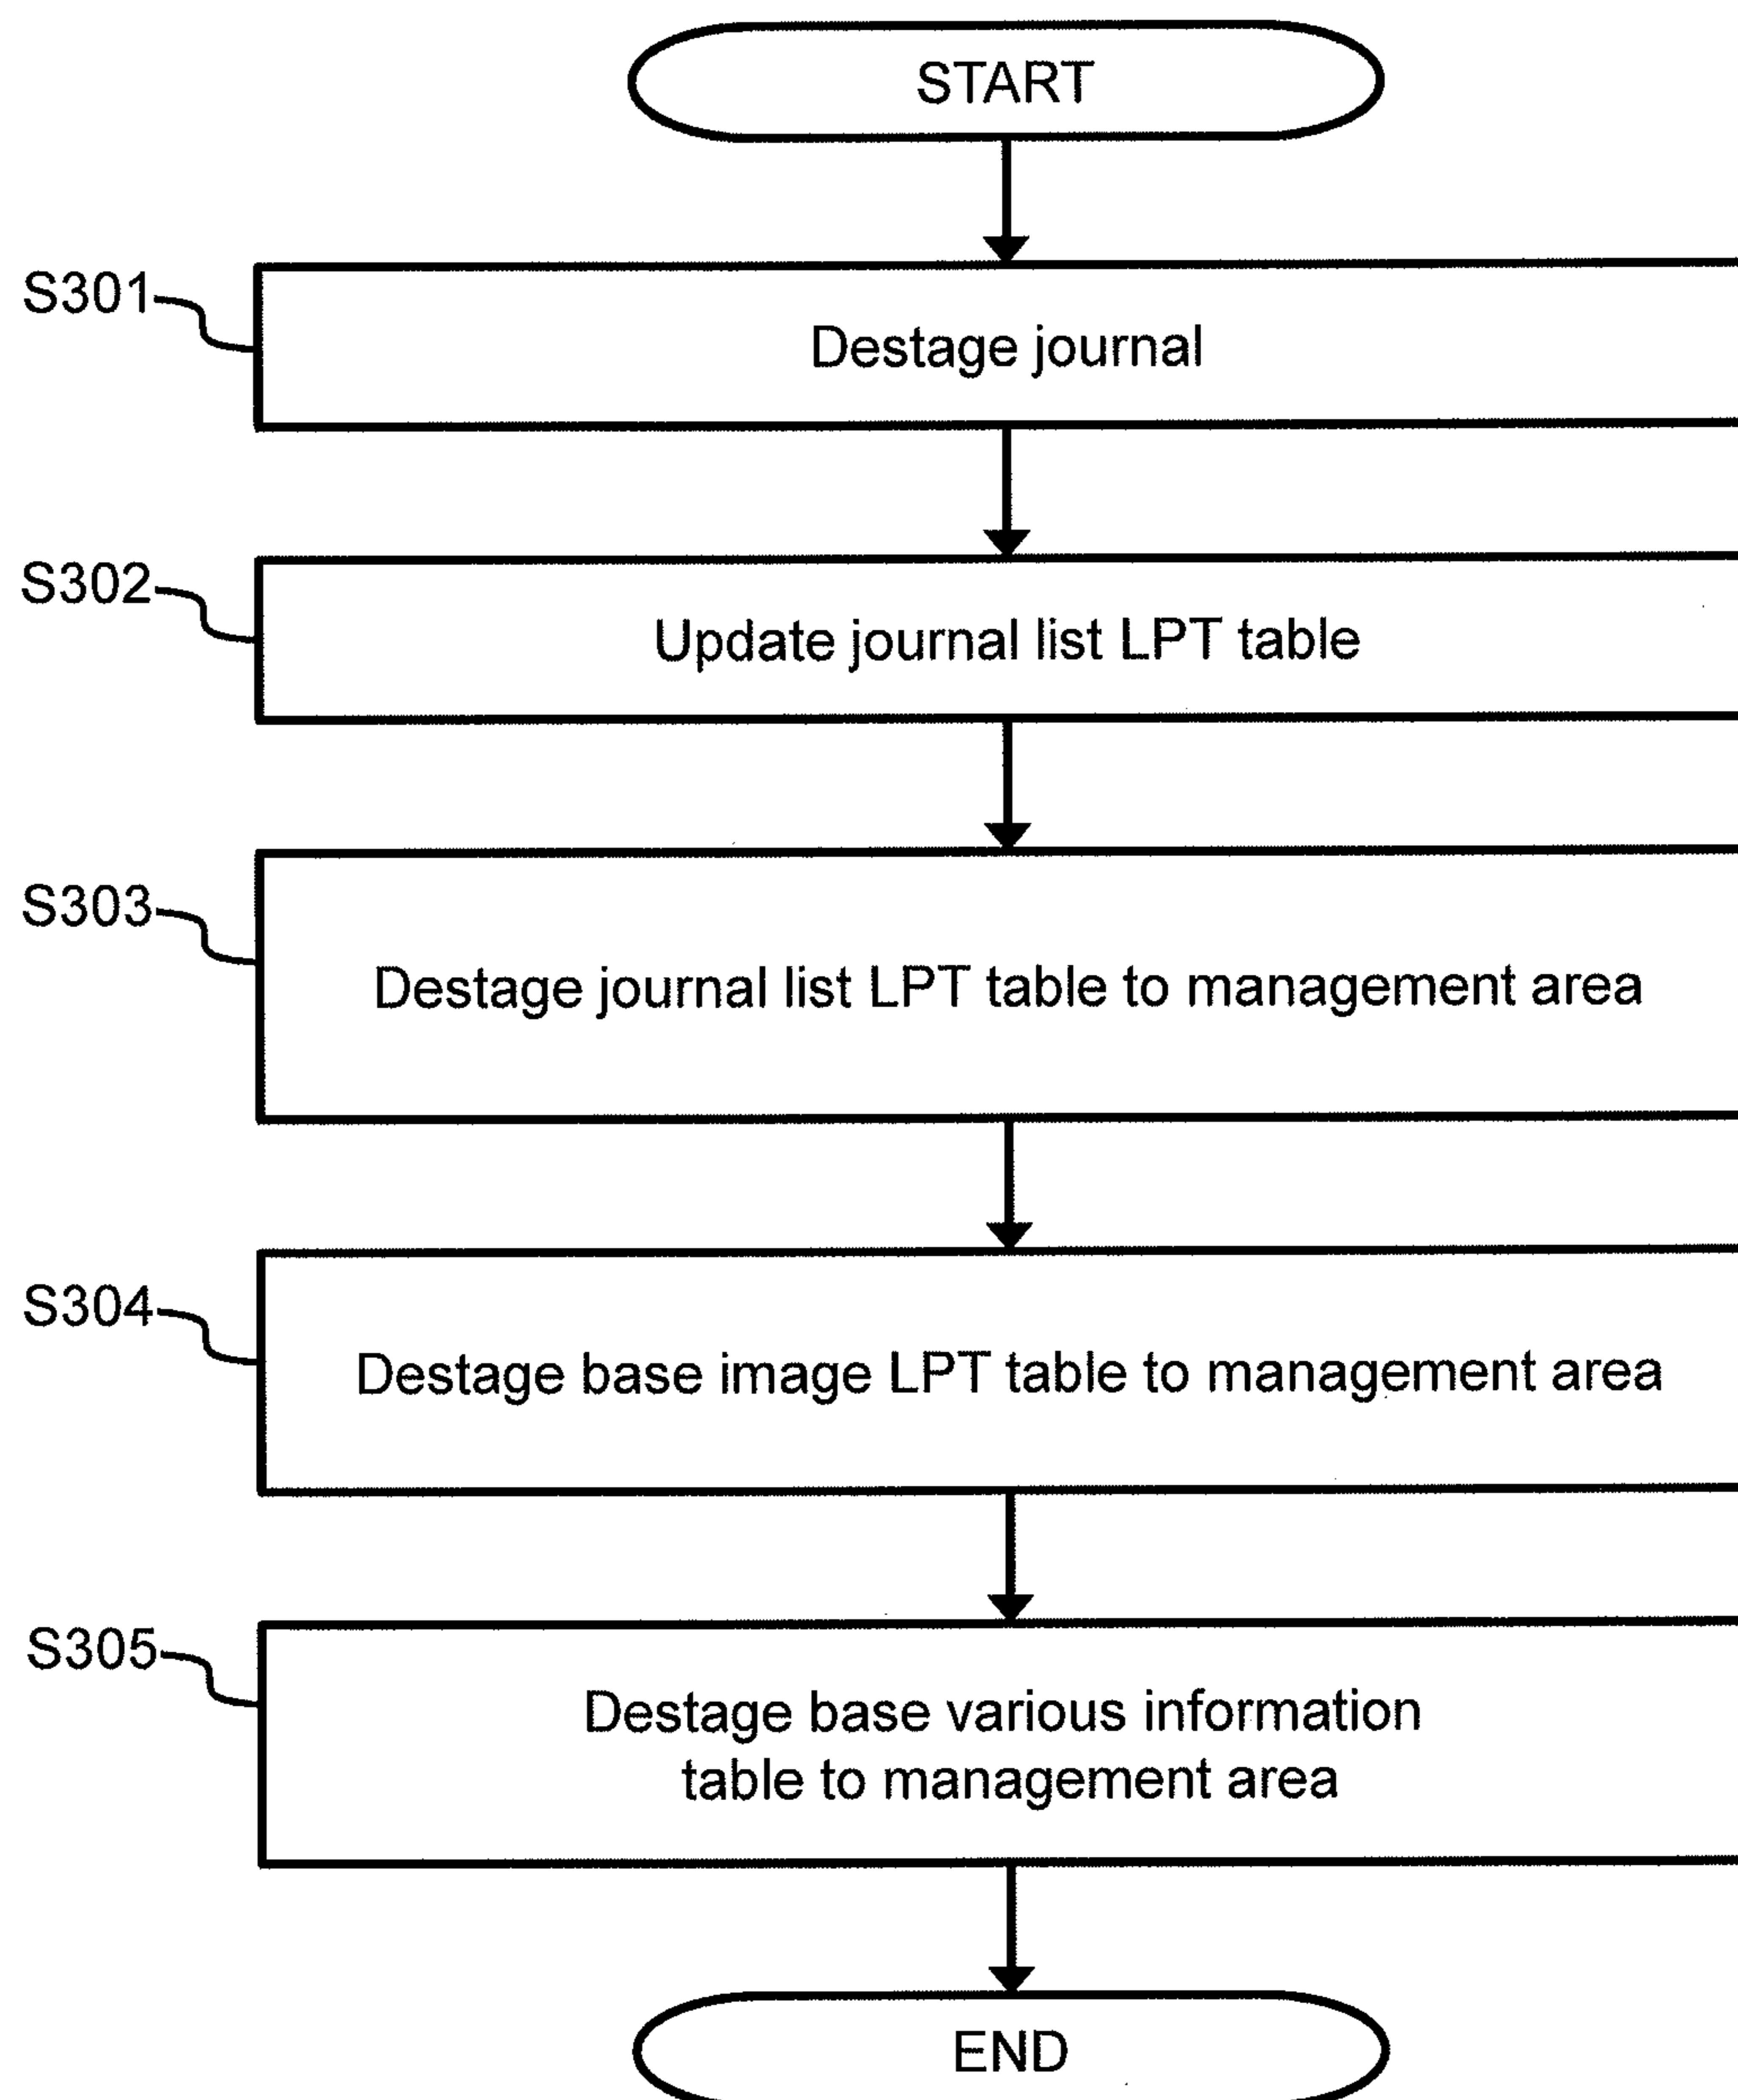 START
S301
Destage journal
S302
Update journal list LPT table
S303
Destage journal list LPT table to management area
S304
Destage base image LPT table to management area
S305
Destage base various information
table to management area
END